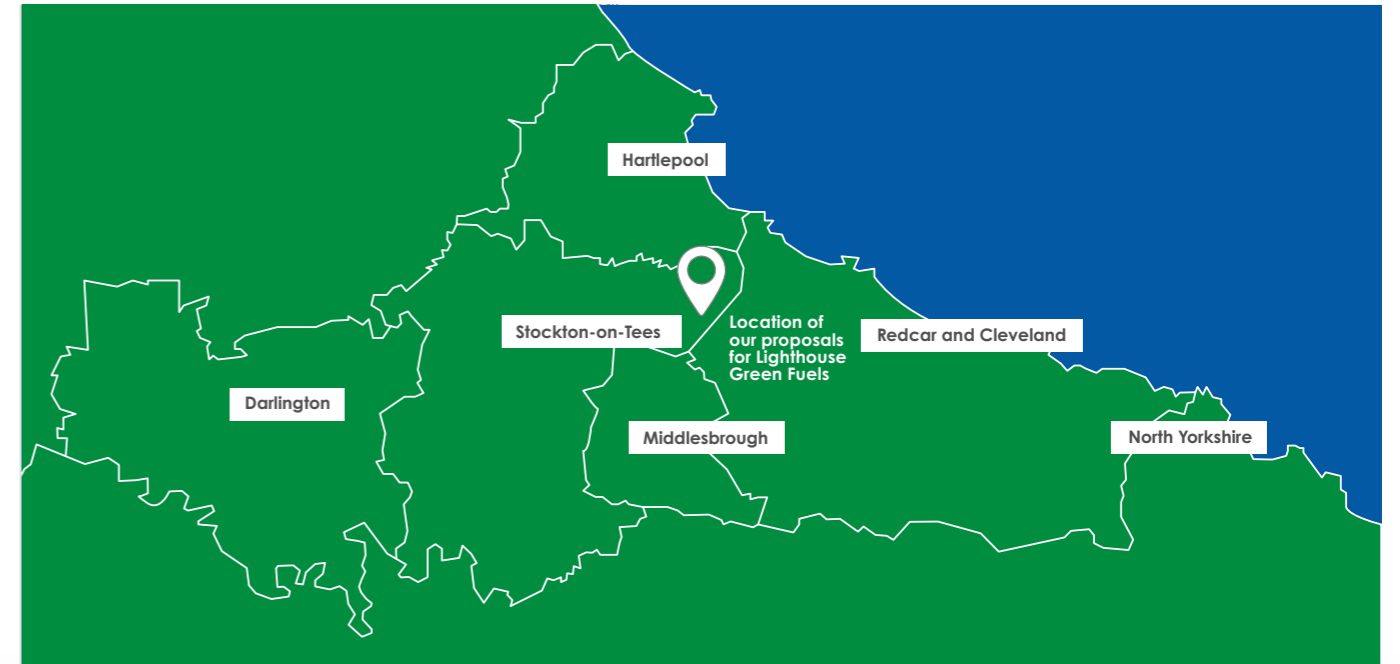 Hartlepool
Stockton-on-Tees
Location of
our proposals
for Lighthouse
Green Fuels
Redcar and Cleveland
Darlington
Middlesbrough
North Yorkshire